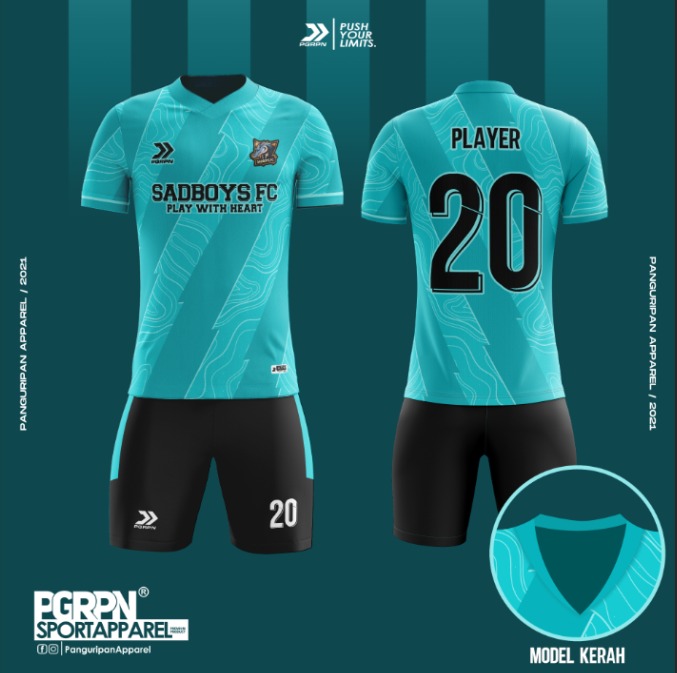 PGRPN
PUSH
YOUR
LIMITS.
PGRPN
SADBOYS FC
PLAY WITH HEART
PLAYER
20
PANGURIPAN APPAREL / 2021
PANGURIPAN APPAREL / 2021
PGRPN
20
PGRPN®
SPORTAPPAREL
PanguripanApparel
MODEL KERAH